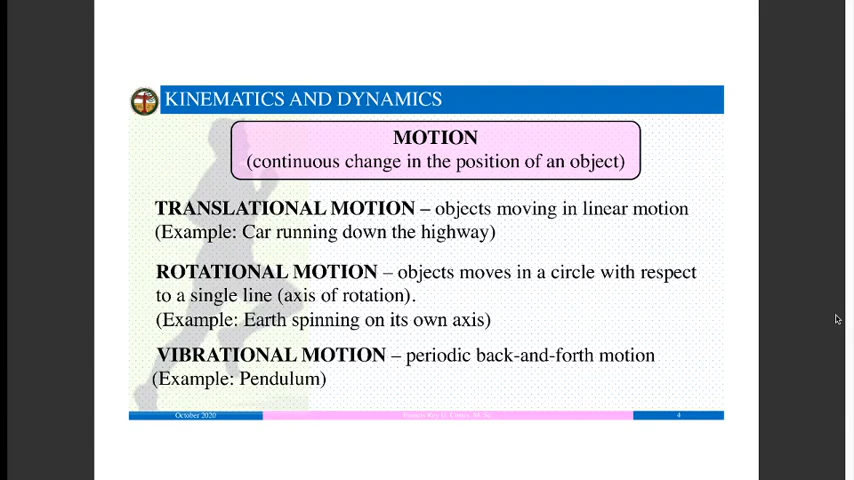 KINEMATICS AND DYNAMICS
MOTION
(continuous change in the position of an object)
TRANSLATIONAL MOTION – objects moving in linear motion
(Example: Car running down the highway)
ROTATIONAL MOTION – objects moves in a circle with respect
to a single line (axis of rotation).
(Example: Earth spinning on its own axis)
VIBRATIONAL MOTION – periodic back-and-forth motion
(Example: Pendulum)
October 2020
4